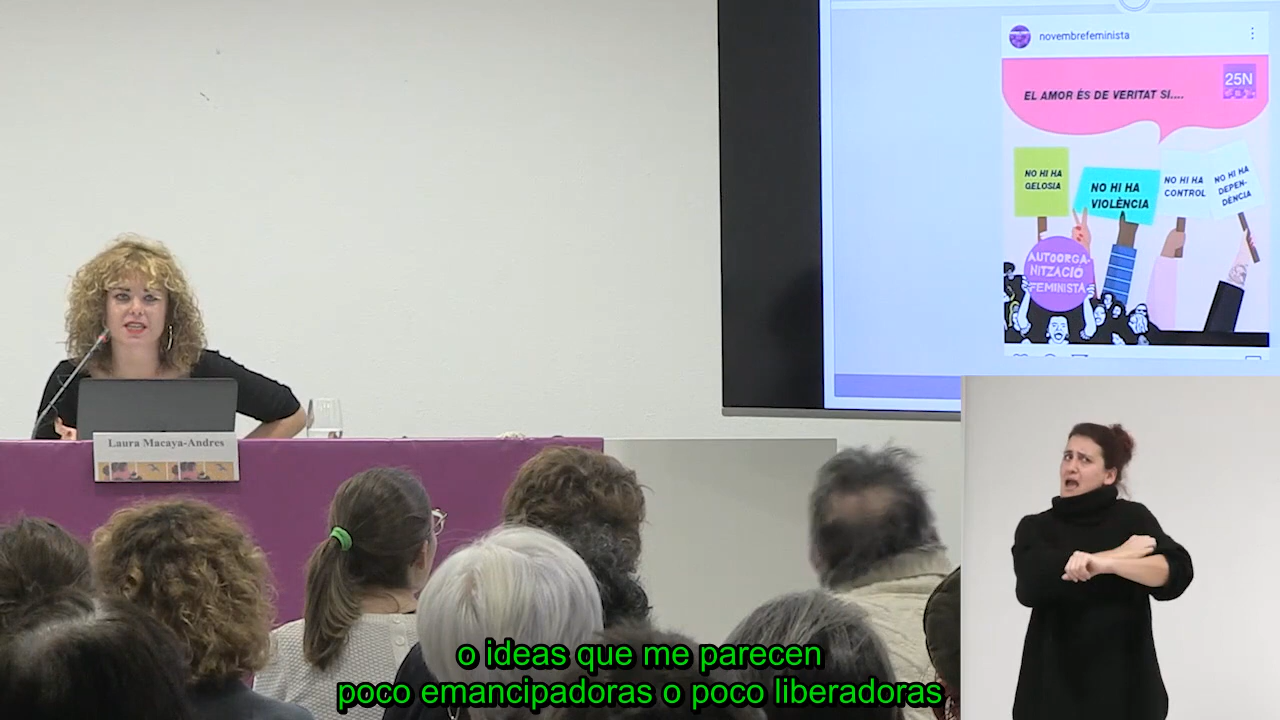 novembrefeminista
25N
EL AMOR ÉS DE VERITAT SI....
NO HI HA
GELOSIA
NO HI HA
VIOLÈNCIA
NO HI HA
CONTROL
NO HI HA
DEPEN-
DÈNCIA
AUTOORGA-
NITZACIÓ
FEMINISTA
Laura Macaya-Andres
o ideas que me parecen
poco emancipadoras o poco liberadoras